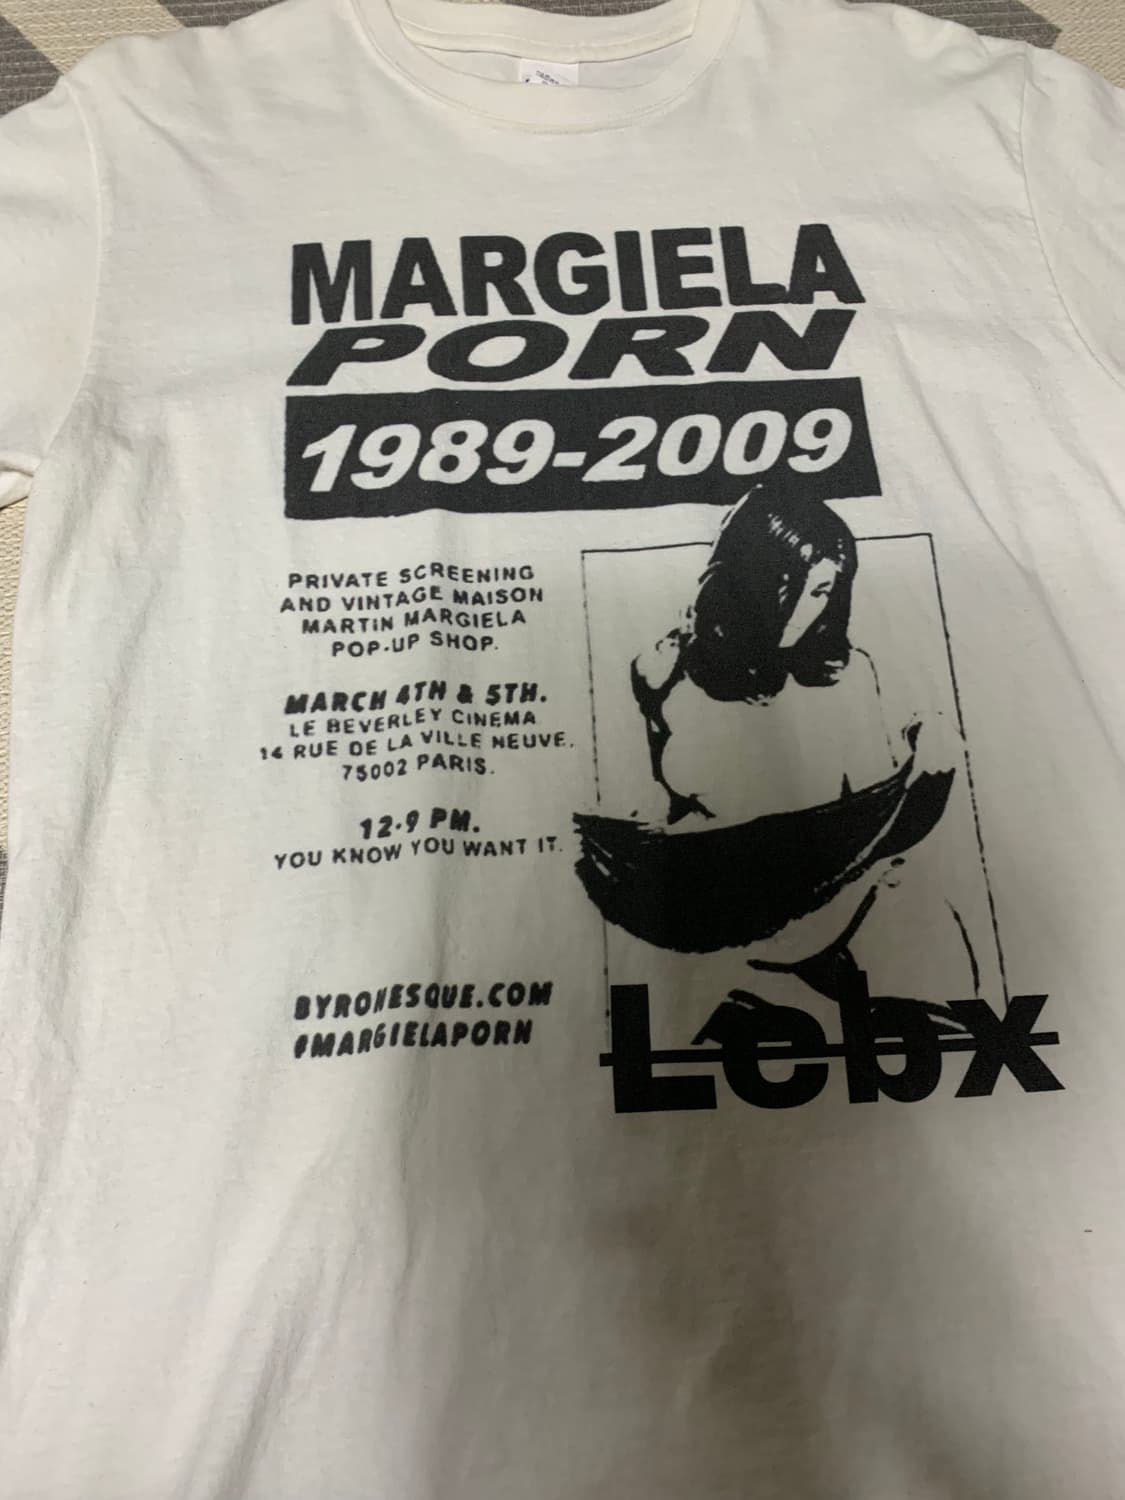 MARGIELA
PORN
1989-2009
PRIVATE SCREENING
AND VINTAGE MAISON
MARTIN MARGIELA
POP-UP SHOP.
MARCH 4TH & 5TH.
LE BEVERLEY CINEMA
14 RUE DE LA VILLE NEUVE.
75002 PARIS.
12-9 PM.
YOU KNOW YOU WANT IT.
BYRONESQUE.COM
#MARGIELAPORN
Lebx